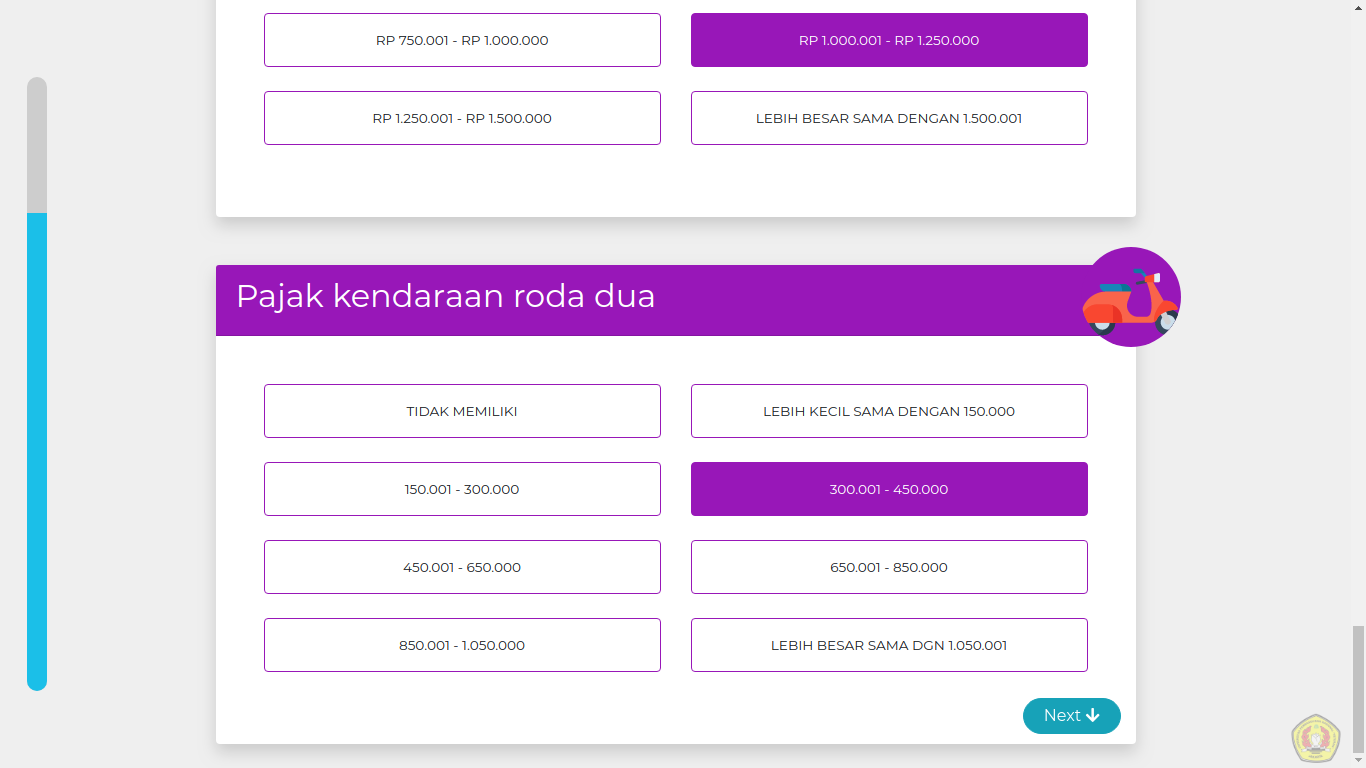 RP 750.001 - RP 1.000.000
RP 1.000.001 - RP 1.250.000
RP 1.250.001 - RP 1.500.000
LEBIH BESAR SAMA DENGAN 1.500.001
Pajak kendaraan roda dua
TIDAK MEMILIKI
LEBIH KECIL SAMA DENGAN 150.000
150.001 - 300.000
300.001 - 450.000
450.001 - 650.000
650.001 - 850.000
850.001 - 1.050.000
LEBIH BESAR SAMA DGN 1.050.001
Next